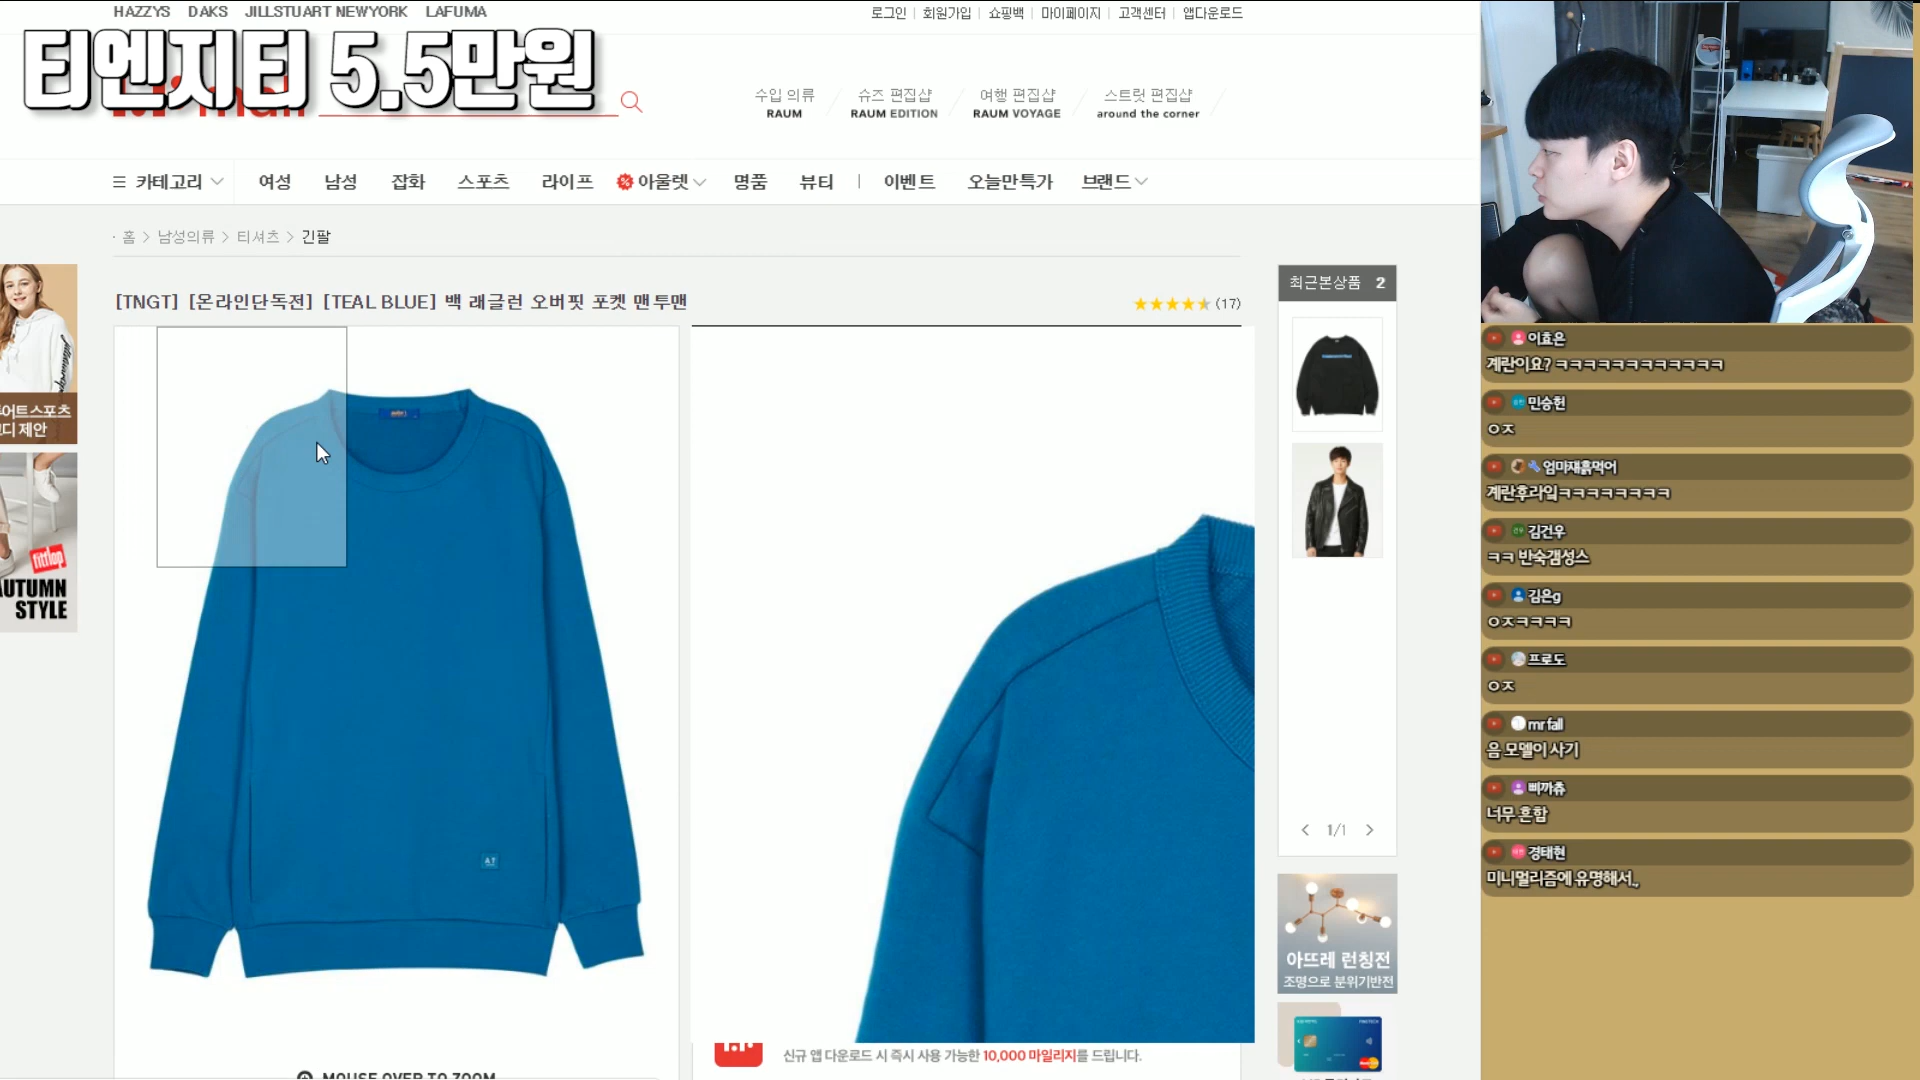 HAZZYS DAKS JILLSTUART NEWYORK LAFUMA
로그인 회원가입 쇼핑백 마이페이지 고객센터 앱다운로드
티엔지티 5.5만원
수입 의류 슈즈 편집샵 여행 편집샵 스트릿 편집샵
RAUM RAUM EDITION RAUM VOYAGE around the corner
카테고리 여성 남성 잡화 스포츠 라이프 아울렛 명품 뷰티 이벤트 오늘만특가 브랜드
홈 > 남성의류 > 티셔츠 > 긴팔
[TNGT] [온라인단독전] [TEAL BLUE] 백 래글런 오버핏 포켓 맨투맨
(17)
최근본상품 2
1/1
디 제안
fitflop
AUTUMN
STYLE
아뜨레 런칭전
조명으로 분위기반전
신규 앱 다운로드 시 즉시 사용 가능한 10,000 마일리지를 드립니다.
MOUSE OVER TO ZOOM
이효은
계란이요? ㅋㅋㅋㅋㅋㅋㅋㅋㅋㅋㅋㅋ
민승헌
ㅇㅈ
엄마재흙먹어
계란후라잌ㅋㅋㅋㅋㅋㅋㅋㅋ
김건우
ㅋㅋ 반숙갬성스
김은g
ㅇㅈㅋㅋㅋㅋ
프로도
ㅇㅈ
mr fall
음 모델이 사기
삐까츄
너무 흔함
경태현
미니멀리즘에 유명해서.,